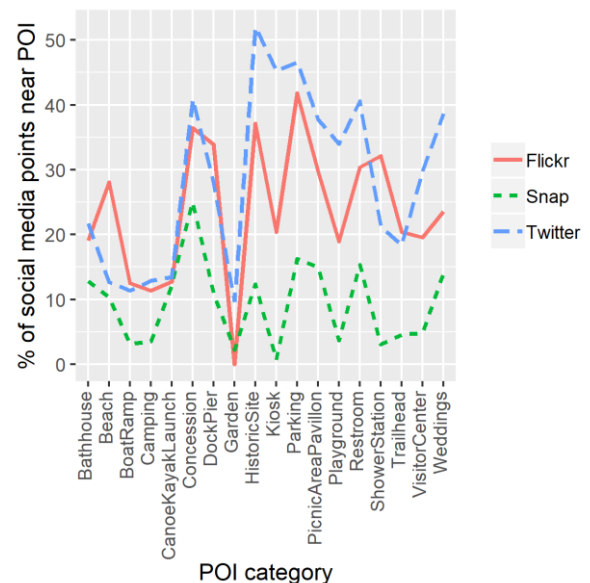 % of social media points near POI
50
40
30
20
10
0
Bathhouse
Beach
BoatRamp
Camping
CanoeKayakLaunch
Concession
DockPier
Garden
HistoricSite
Kiosk
Parking
PicnicAreaPavillon
Playground
Restroom
ShowerStation
Trailhead
VisitorCenter
Weddings
POI category
Flickr
Snap
Twitter